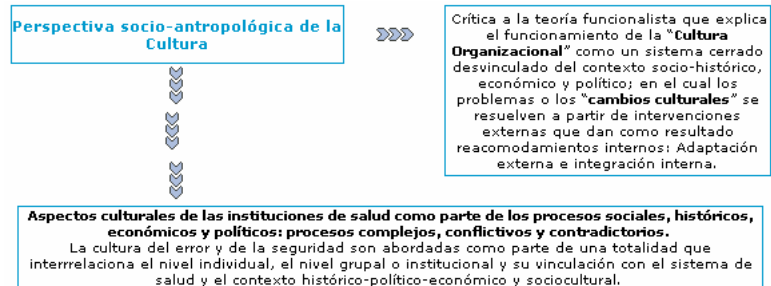 Perspectiva socio-antropológica de la
Cultura
Crítica a la teoría funcionalista que explica
el funcionamiento de la "Cultura
Organizacional" como un sistema cerrado
desvinculado del contexto socio-histórico,
económico y político; en el cual los
problemas o los "cambios culturales" se
resuelven a partir de intervenciones
externas que dan como resultado
reacomodamientos internos: Adaptación
externa e integración interna.
Aspectos culturales de las instituciones de salud como parte de los procesos sociales, históricos,
económicos y políticos: procesos complejos, conflictivos y contradictorios.
La cultura del error y de la seguridad son abordadas como parte de una totalidad que
interrrelaciona el nivel individual, el nivel grupal o institucional y su vinculación con el sistema de
salud y el contexto histórico-político-económico y sociocultural.